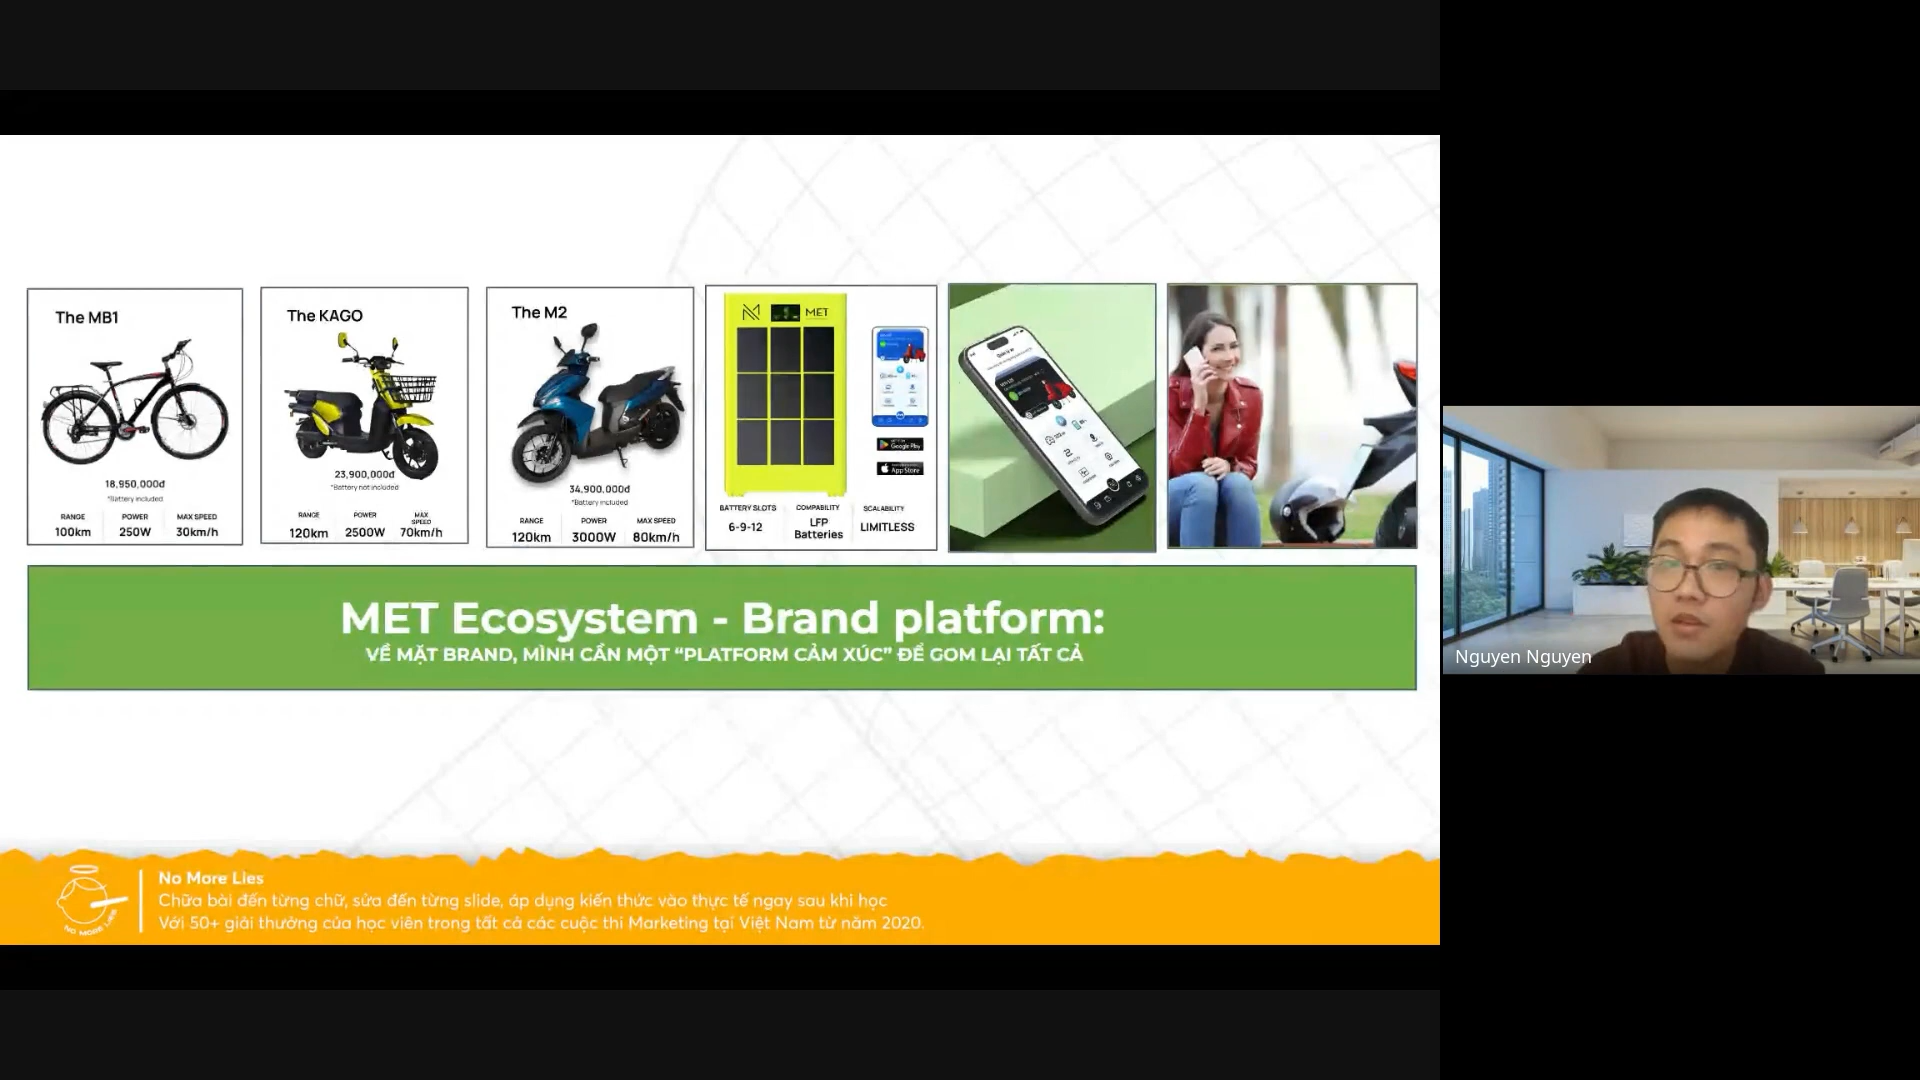 The MB1
18,950,000đ
*Battery included
RANGE POWER MAX SPEED
100km 250W 30km/h
The KAGO
23,900,000đ
*Battery not included
RANGE POWER MAX SPEED
120km 2500W 70km/h
The M2
34,900,000đ
*Battery included
RANGE POWER MAX SPEED
120km 3000W 80km/h
MET
Google Play
App Store
BATTERY SLOTS COMPABILITY SCALABILITY
6-9-12 LFP Batteries LIMITLESS
MET Ecosystem - Brand platform:
VỀ MẶT BRAND, MÌNH CẦN MỘT “PLATFORM CẢM XÚC” ĐỂ GOM LẠI TẤT CẢ
NO MORE LIES
No More Lies
Chữa bài đến từng chữ, sửa đến từng slide, áp dụng kiến thức vào thực tế ngay sau khi học
Với 50+ giải thưởng của học viên trong tất cả các cuộc thi Marketing tại Việt Nam từ năm 2020.
Nguyen Nguyen